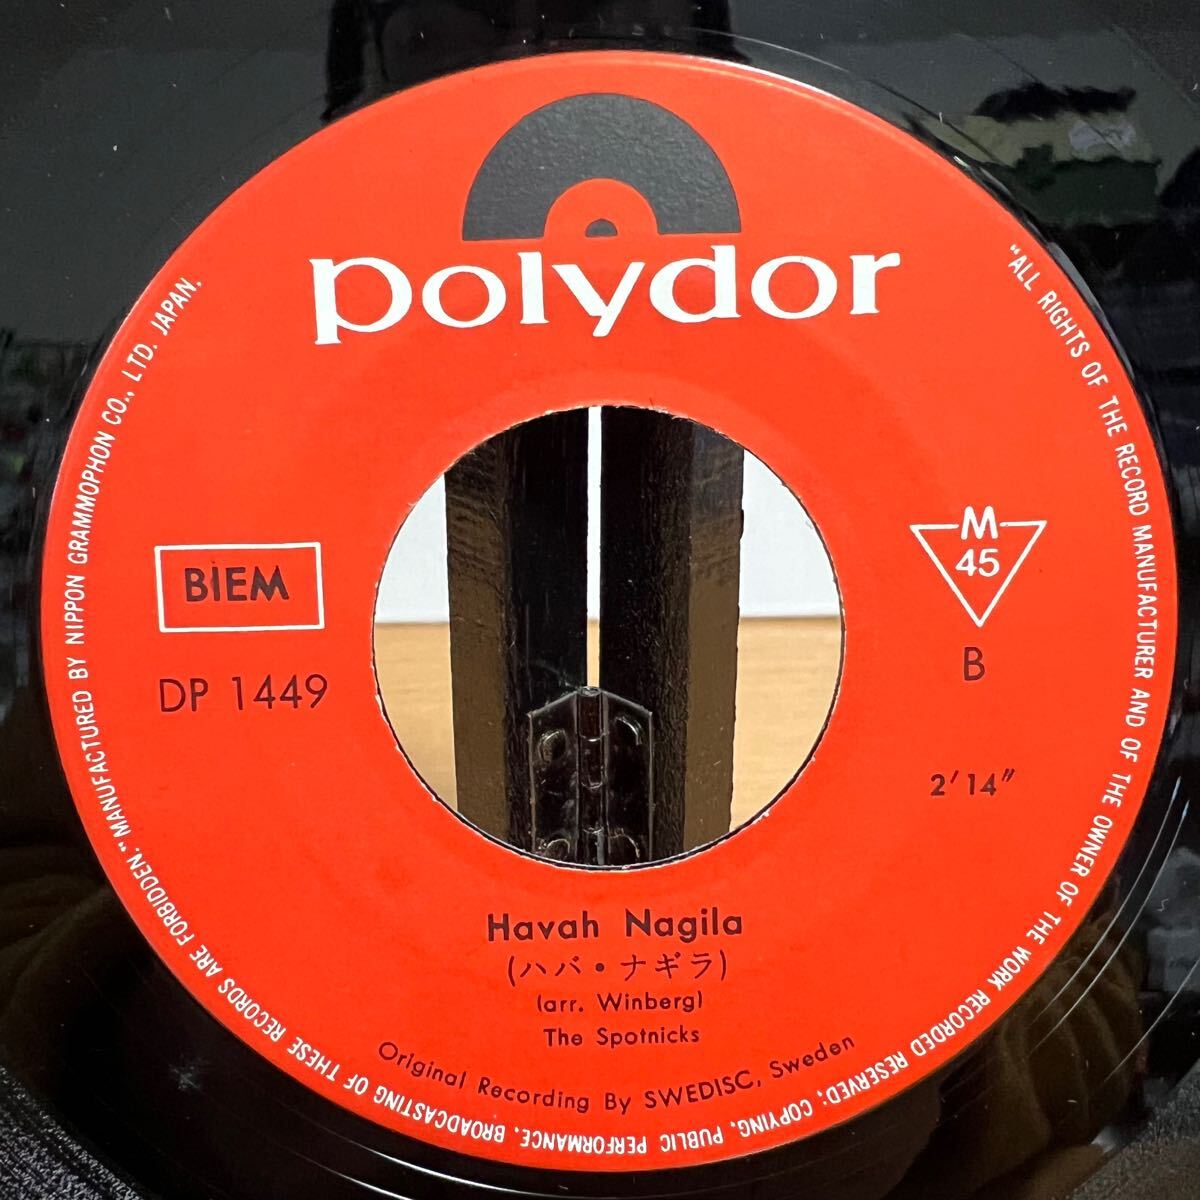 polydor
BIEM
DP 1449
M
45
B
2'14"
Havah Nagila
(ハバ・ナギラ)
(arr. Winberg)
The Spotnicks
Original Recording By SWEDISC, Sweden
"ALL RIGHTS OF THE RECORD MANUFACTURER AND OF THE OWNER OF THE WORK RECORDED RESERVED; COPYING, PUBLIC PERFORMANCE, BROADCASTING OF THESE RECORDS ARE FORBIDDEN." MANUFACTURED BY NIPPON GRAMMOPHON CO., LTD. JAPAN.